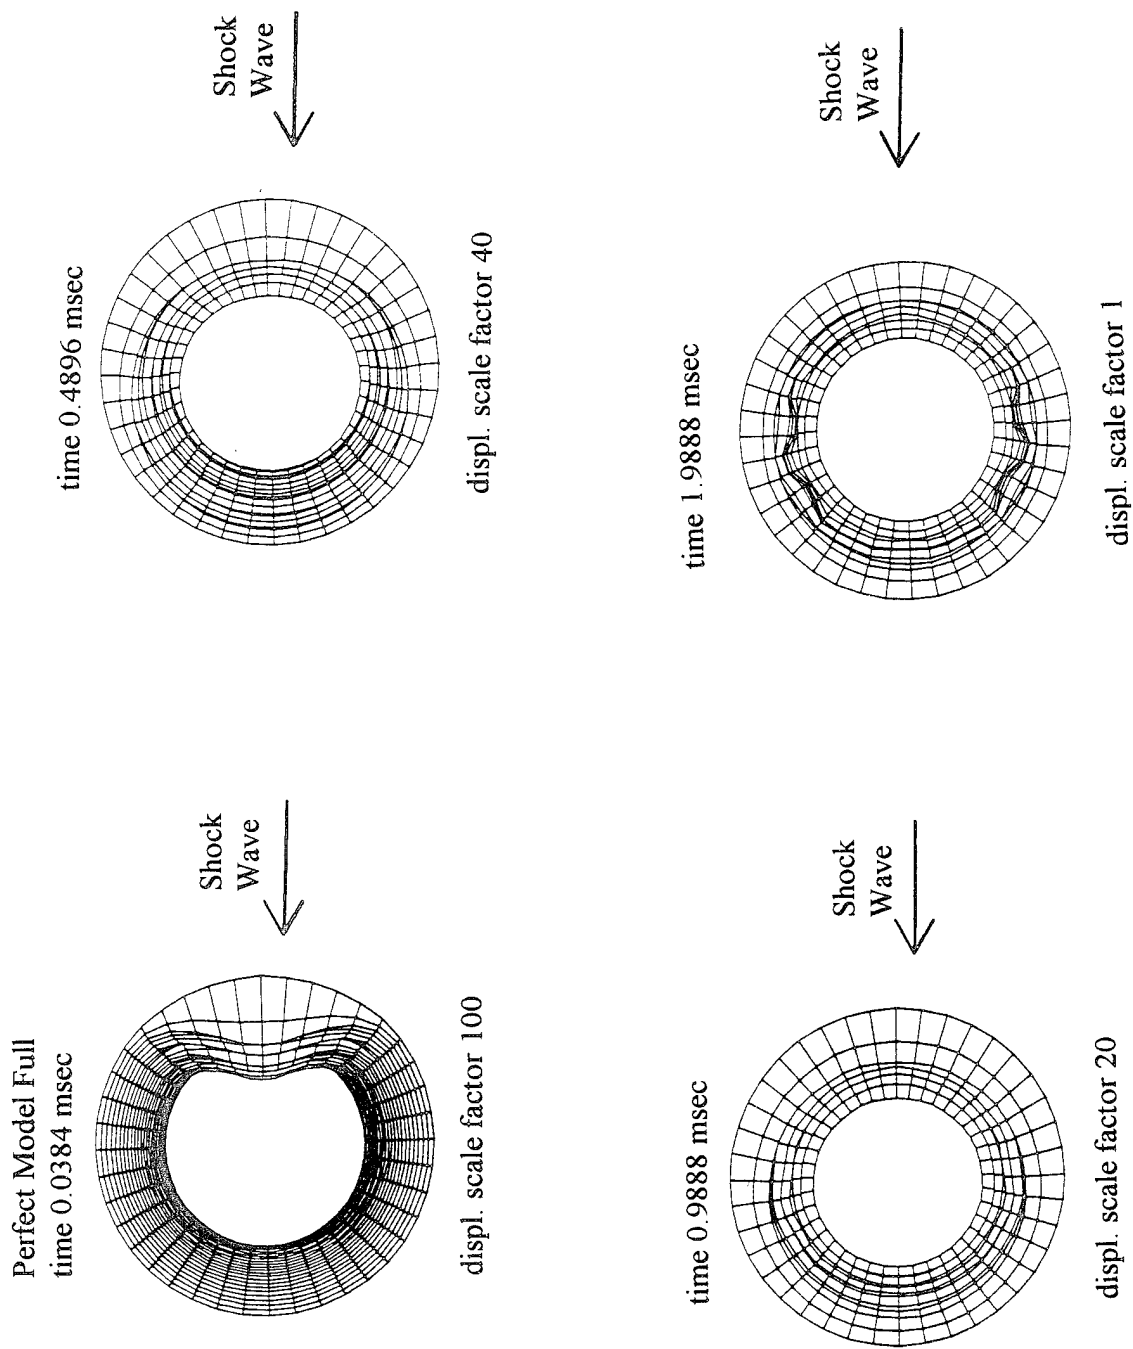 Perfect Model Full
time 0.0384 msec
Shock
Wave
displ. scale factor 100
time 0.4896 msec
Shock
Wave
displ. scale factor 40
time 0.9888 msec
Shock
Wave
displ. scale factor 20
time 1.9888 msec
Shock
Wave
displ. scale factor 1